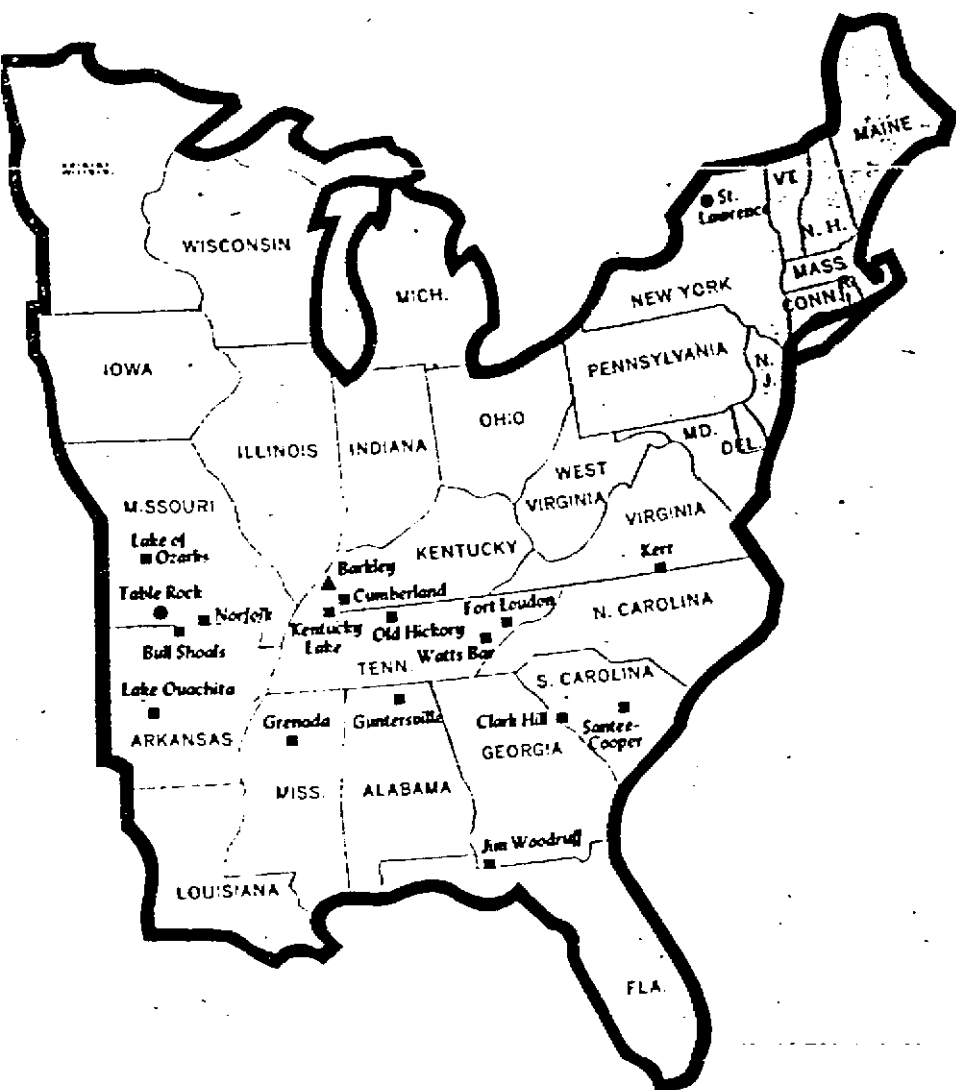 MAINE
VT.
St.
Lawrence
N. H.
WISCONSIN
MASS.
MICH.
NEW YORK
CONN.
R.I.
IOWA
PENNSYLVANIA
N.
J.
OHIO
ILLINOIS
INDIANA
MD.
DEL.
WEST
VIRGINIA
MISSOURI
VIRGINIA
Lake of
Ozarks
KENTUCKY
Kerr
Barkley
Table Rock
Cumberland
Fort Loudon
N. CAROLINA
Norfolk
Kentucky
Lake
Old Hickory
Bull Shoals
Watts Bar
TENN.
S. CAROLINA
Lake Ouachita
Grenada
Guntersville
Clark Hill
Santee-
Cooper
ARKANSAS
GEORGIA
MISS.
ALABAMA
Jim Woodruff
LOUISIANA
FLA.